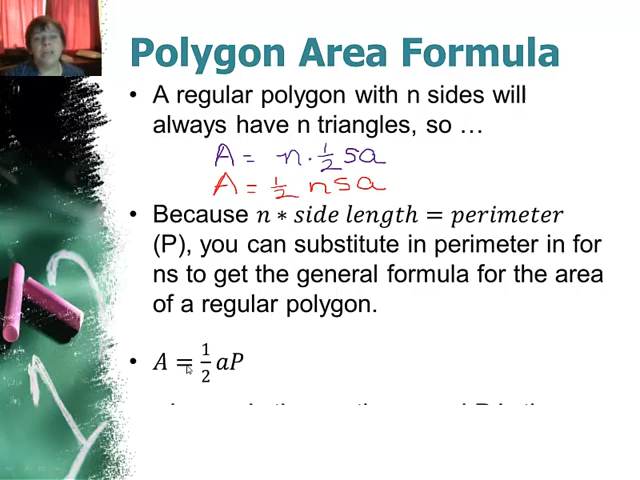 Polygon Area Formula
• A regular polygon with n sides will
always have n triangles, so …
A = n · 1/2 sa
A = 1/2 nsa
• Because n ∗ side length = perimeter
(P), you can substitute in perimeter in for
ns to get the general formula for the area
of a regular polygon.
• A = 1/2 aP